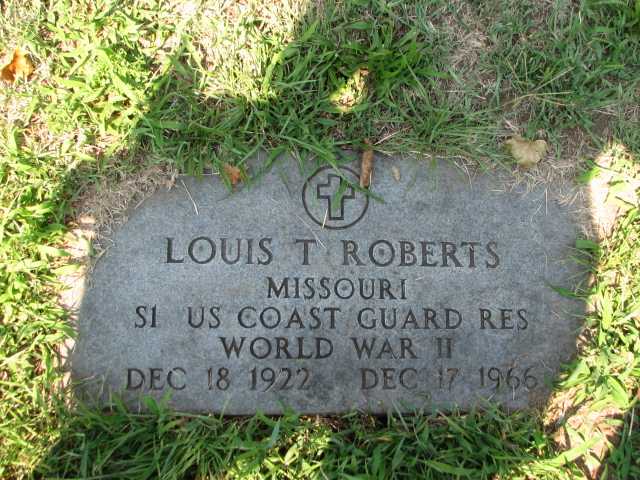 LOUIS T ROBERTS
MISSOURI
S1 US COAST GUARD RES
WORLD WAR II
DEC 18 1922 DEC 17 1966